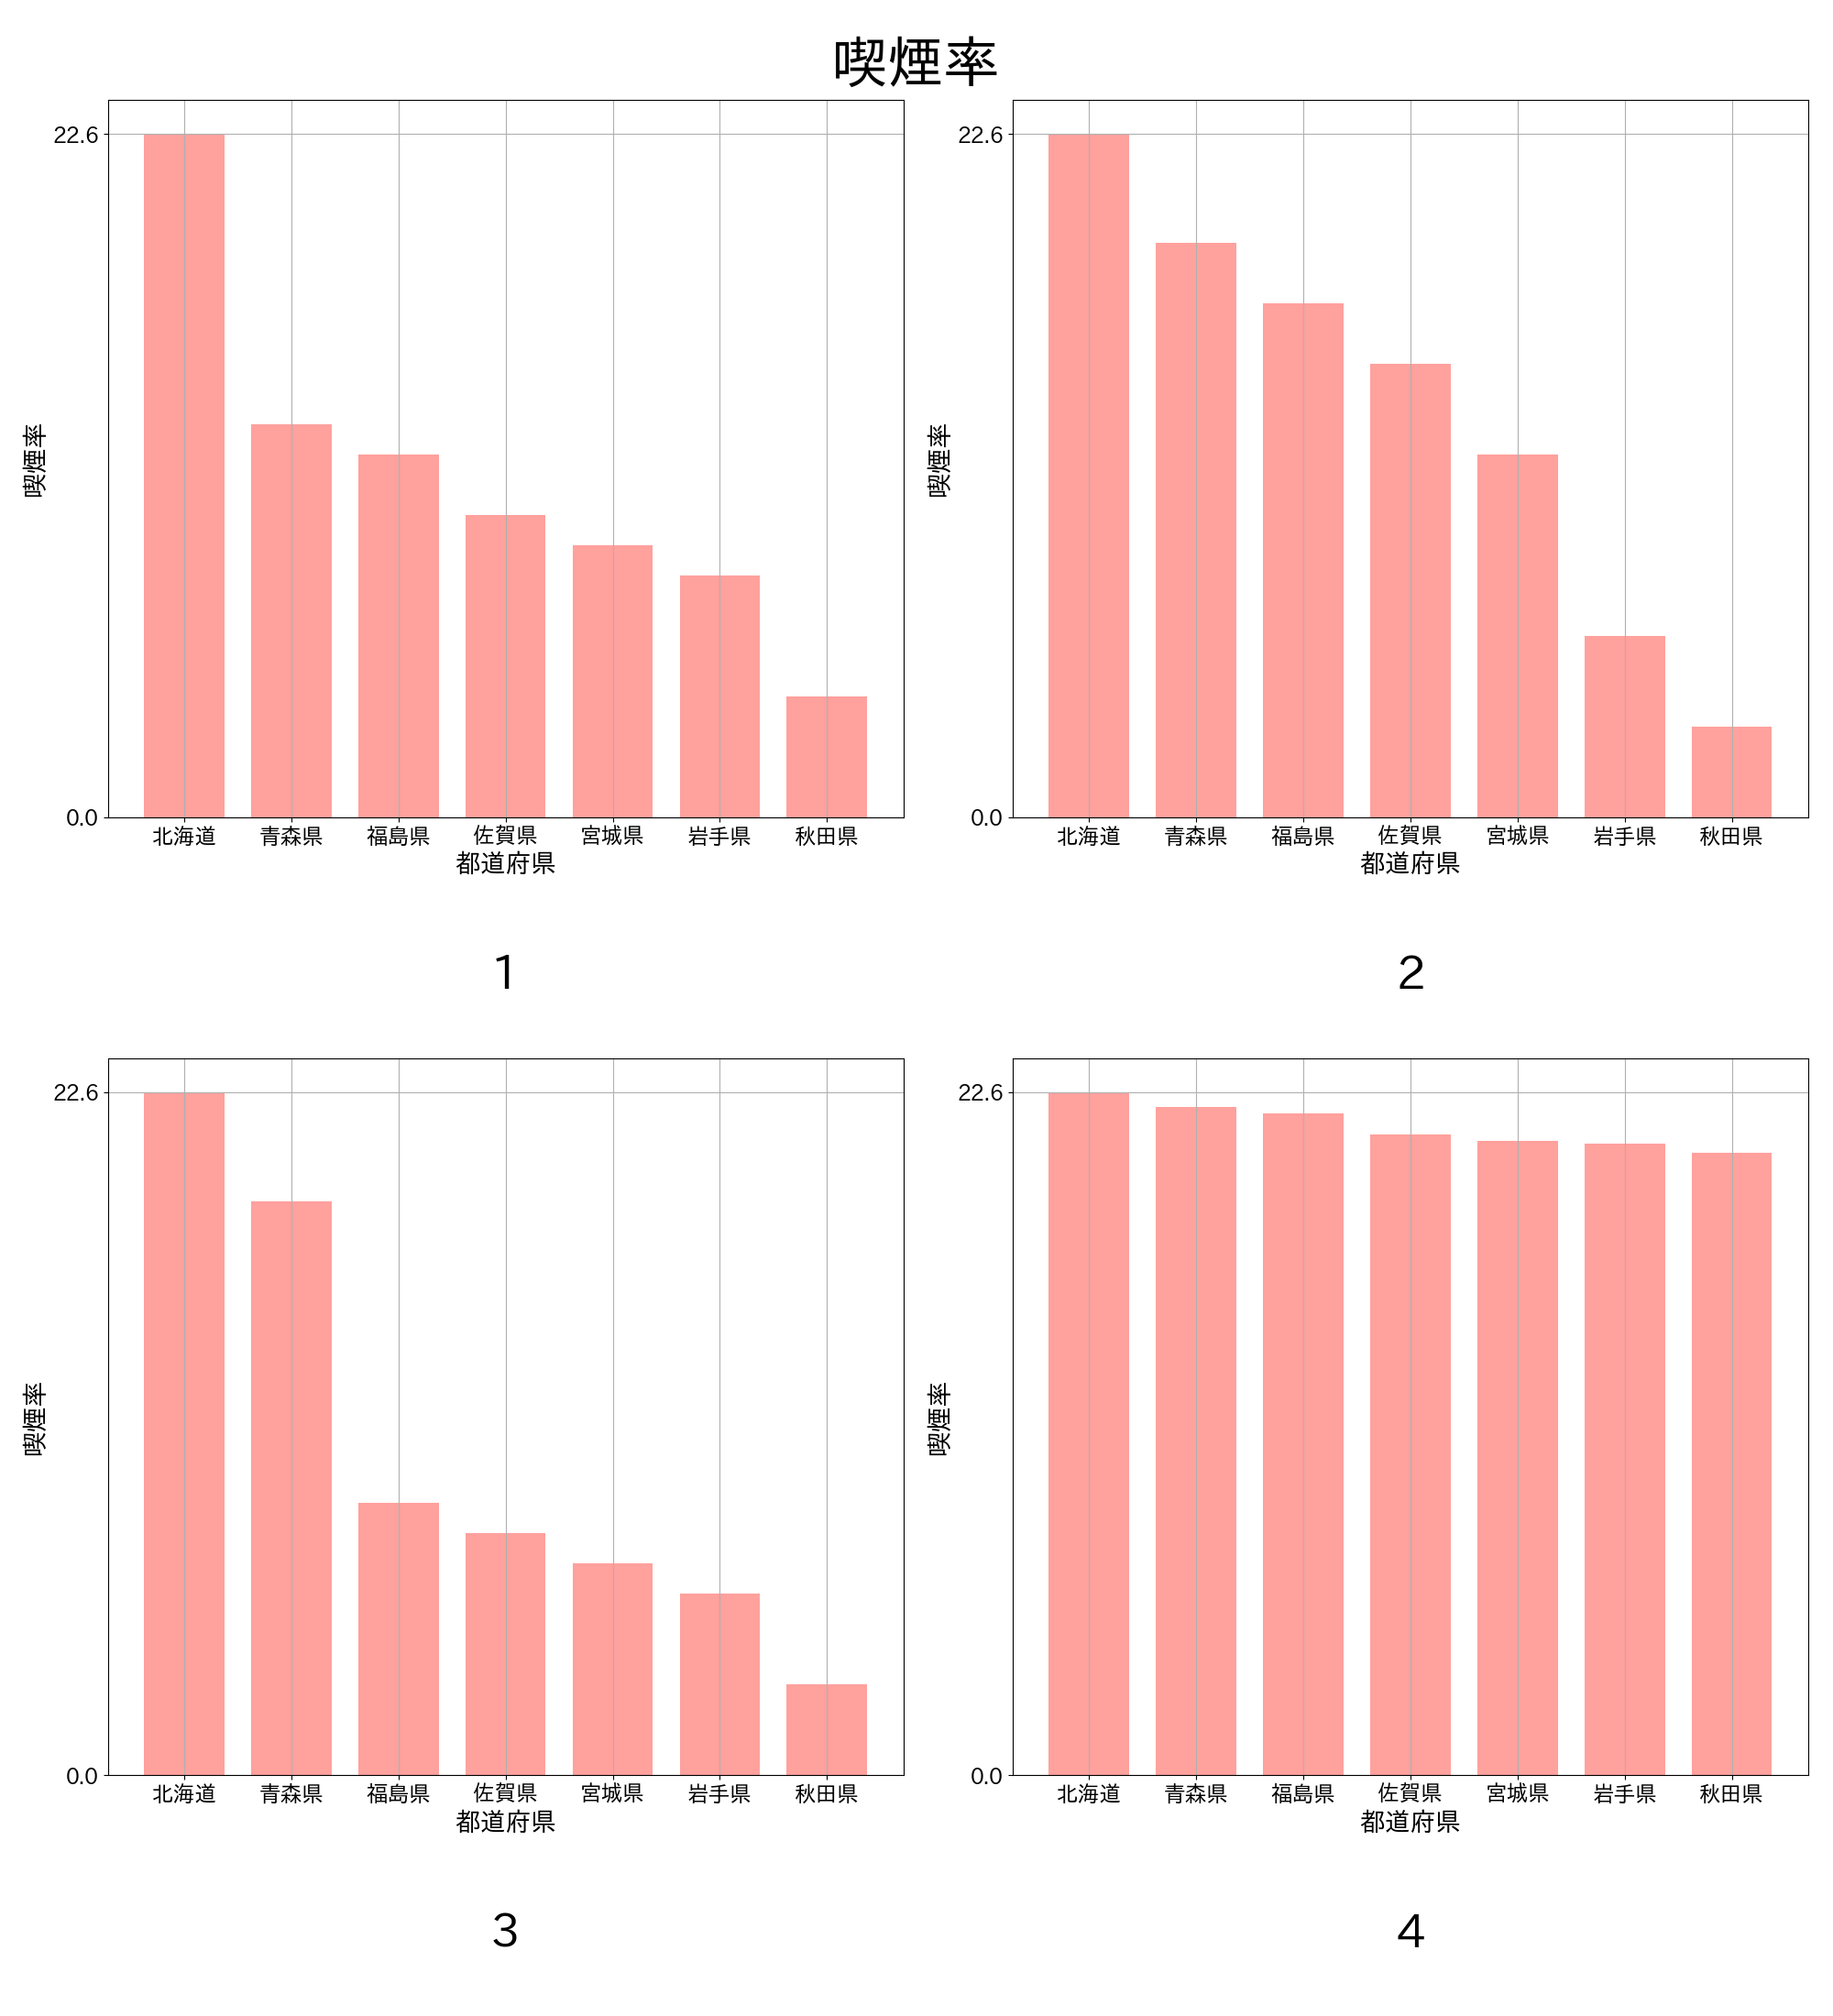 喫煙率
22.6
0.0
喫煙率
北海道 青森県 福島県 佐賀県 宮城県 岩手県 秋田県
都道府県
1
22.6
0.0
喫煙率
北海道 青森県 福島県 佐賀県 宮城県 岩手県 秋田県
都道府県
2
22.6
0.0
喫煙率
北海道 青森県 福島県 佐賀県 宮城県 岩手県 秋田県
都道府県
3
22.6
0.0
喫煙率
北海道 青森県 福島県 佐賀県 宮城県 岩手県 秋田県
都道府県
4